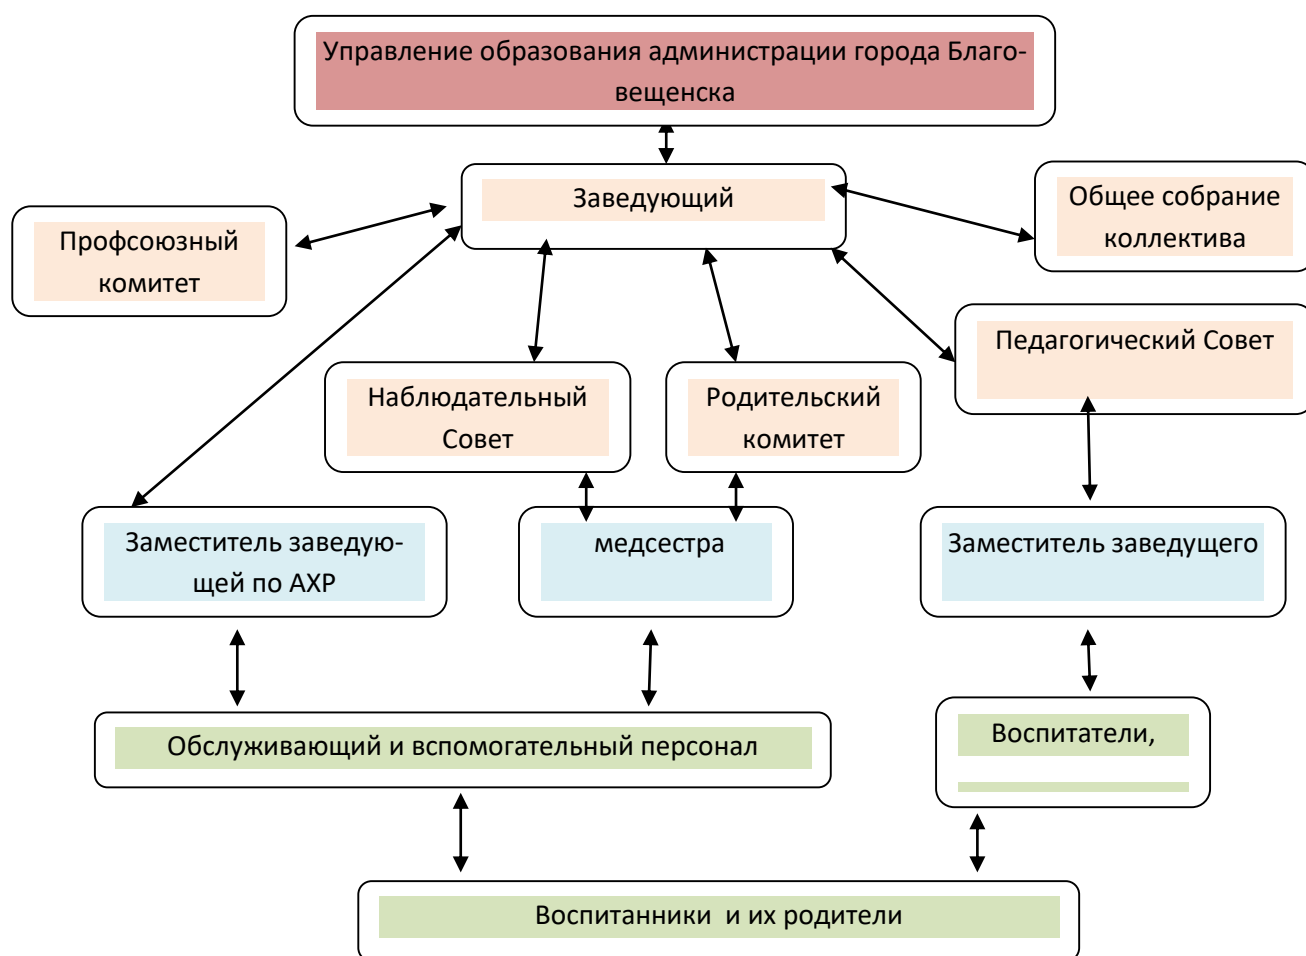 Управление образования администрации города Благо-
вещенска
Заведующий
Общее собрание
коллектива
Профсоюзный
комитет
Педагогический Совет
Наблюдательный
Совет
Родительский
комитет
Заместитель заведую-
щей по АХР
медсестра
Заместитель заведущего
Обслуживающий и вспомогательный персонал
Воспитатели,
Воспитанники и их родители